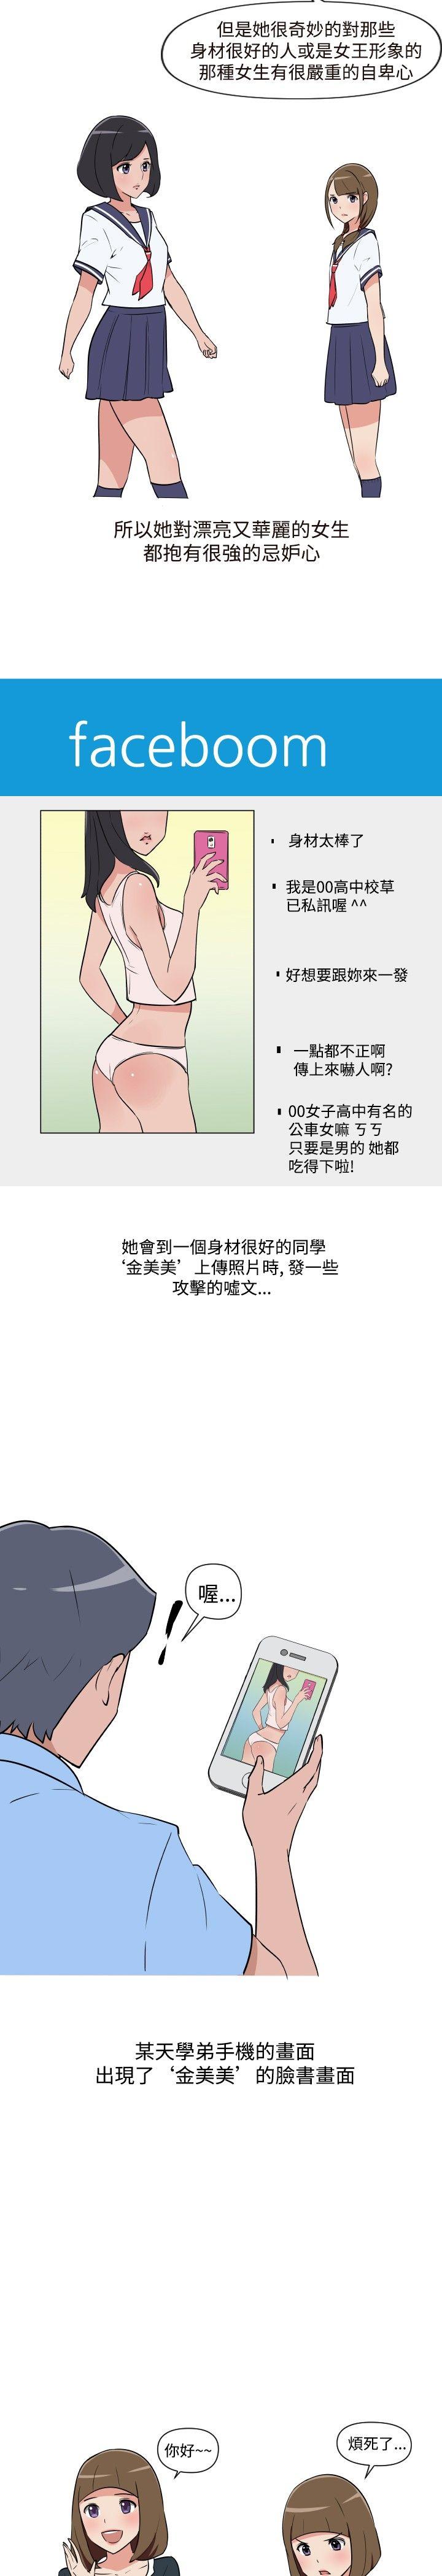 但是她很奇妙的對那些
身材很好的人或是女王形象的
那種女生有很嚴重的自卑心
所以她對漂亮又華麗的女生
都抱有很強的忌妒心
faceboom
身材太棒了
我是00高中校草
已私訊喔 ^^
好想要跟妳來一發
一點都不正啊
傳上來嚇人啊?
00女子高中有名的
公車女嘛 ㄎㄎ
只要是男的 她都
吃得下啦!
她會到一個身材很好的同學
‘金美美’上傳照片時, 發一些
攻擊的噓文...
喔...
某天學弟手機的畫面
出現了‘金美美’的臉書畫面
你好~~
煩死了...